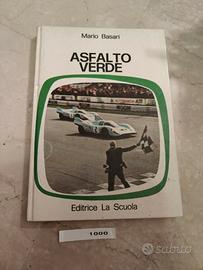 Mario Basari
ASFALTO
VERDE
Editrice La Scuola
1000
subito